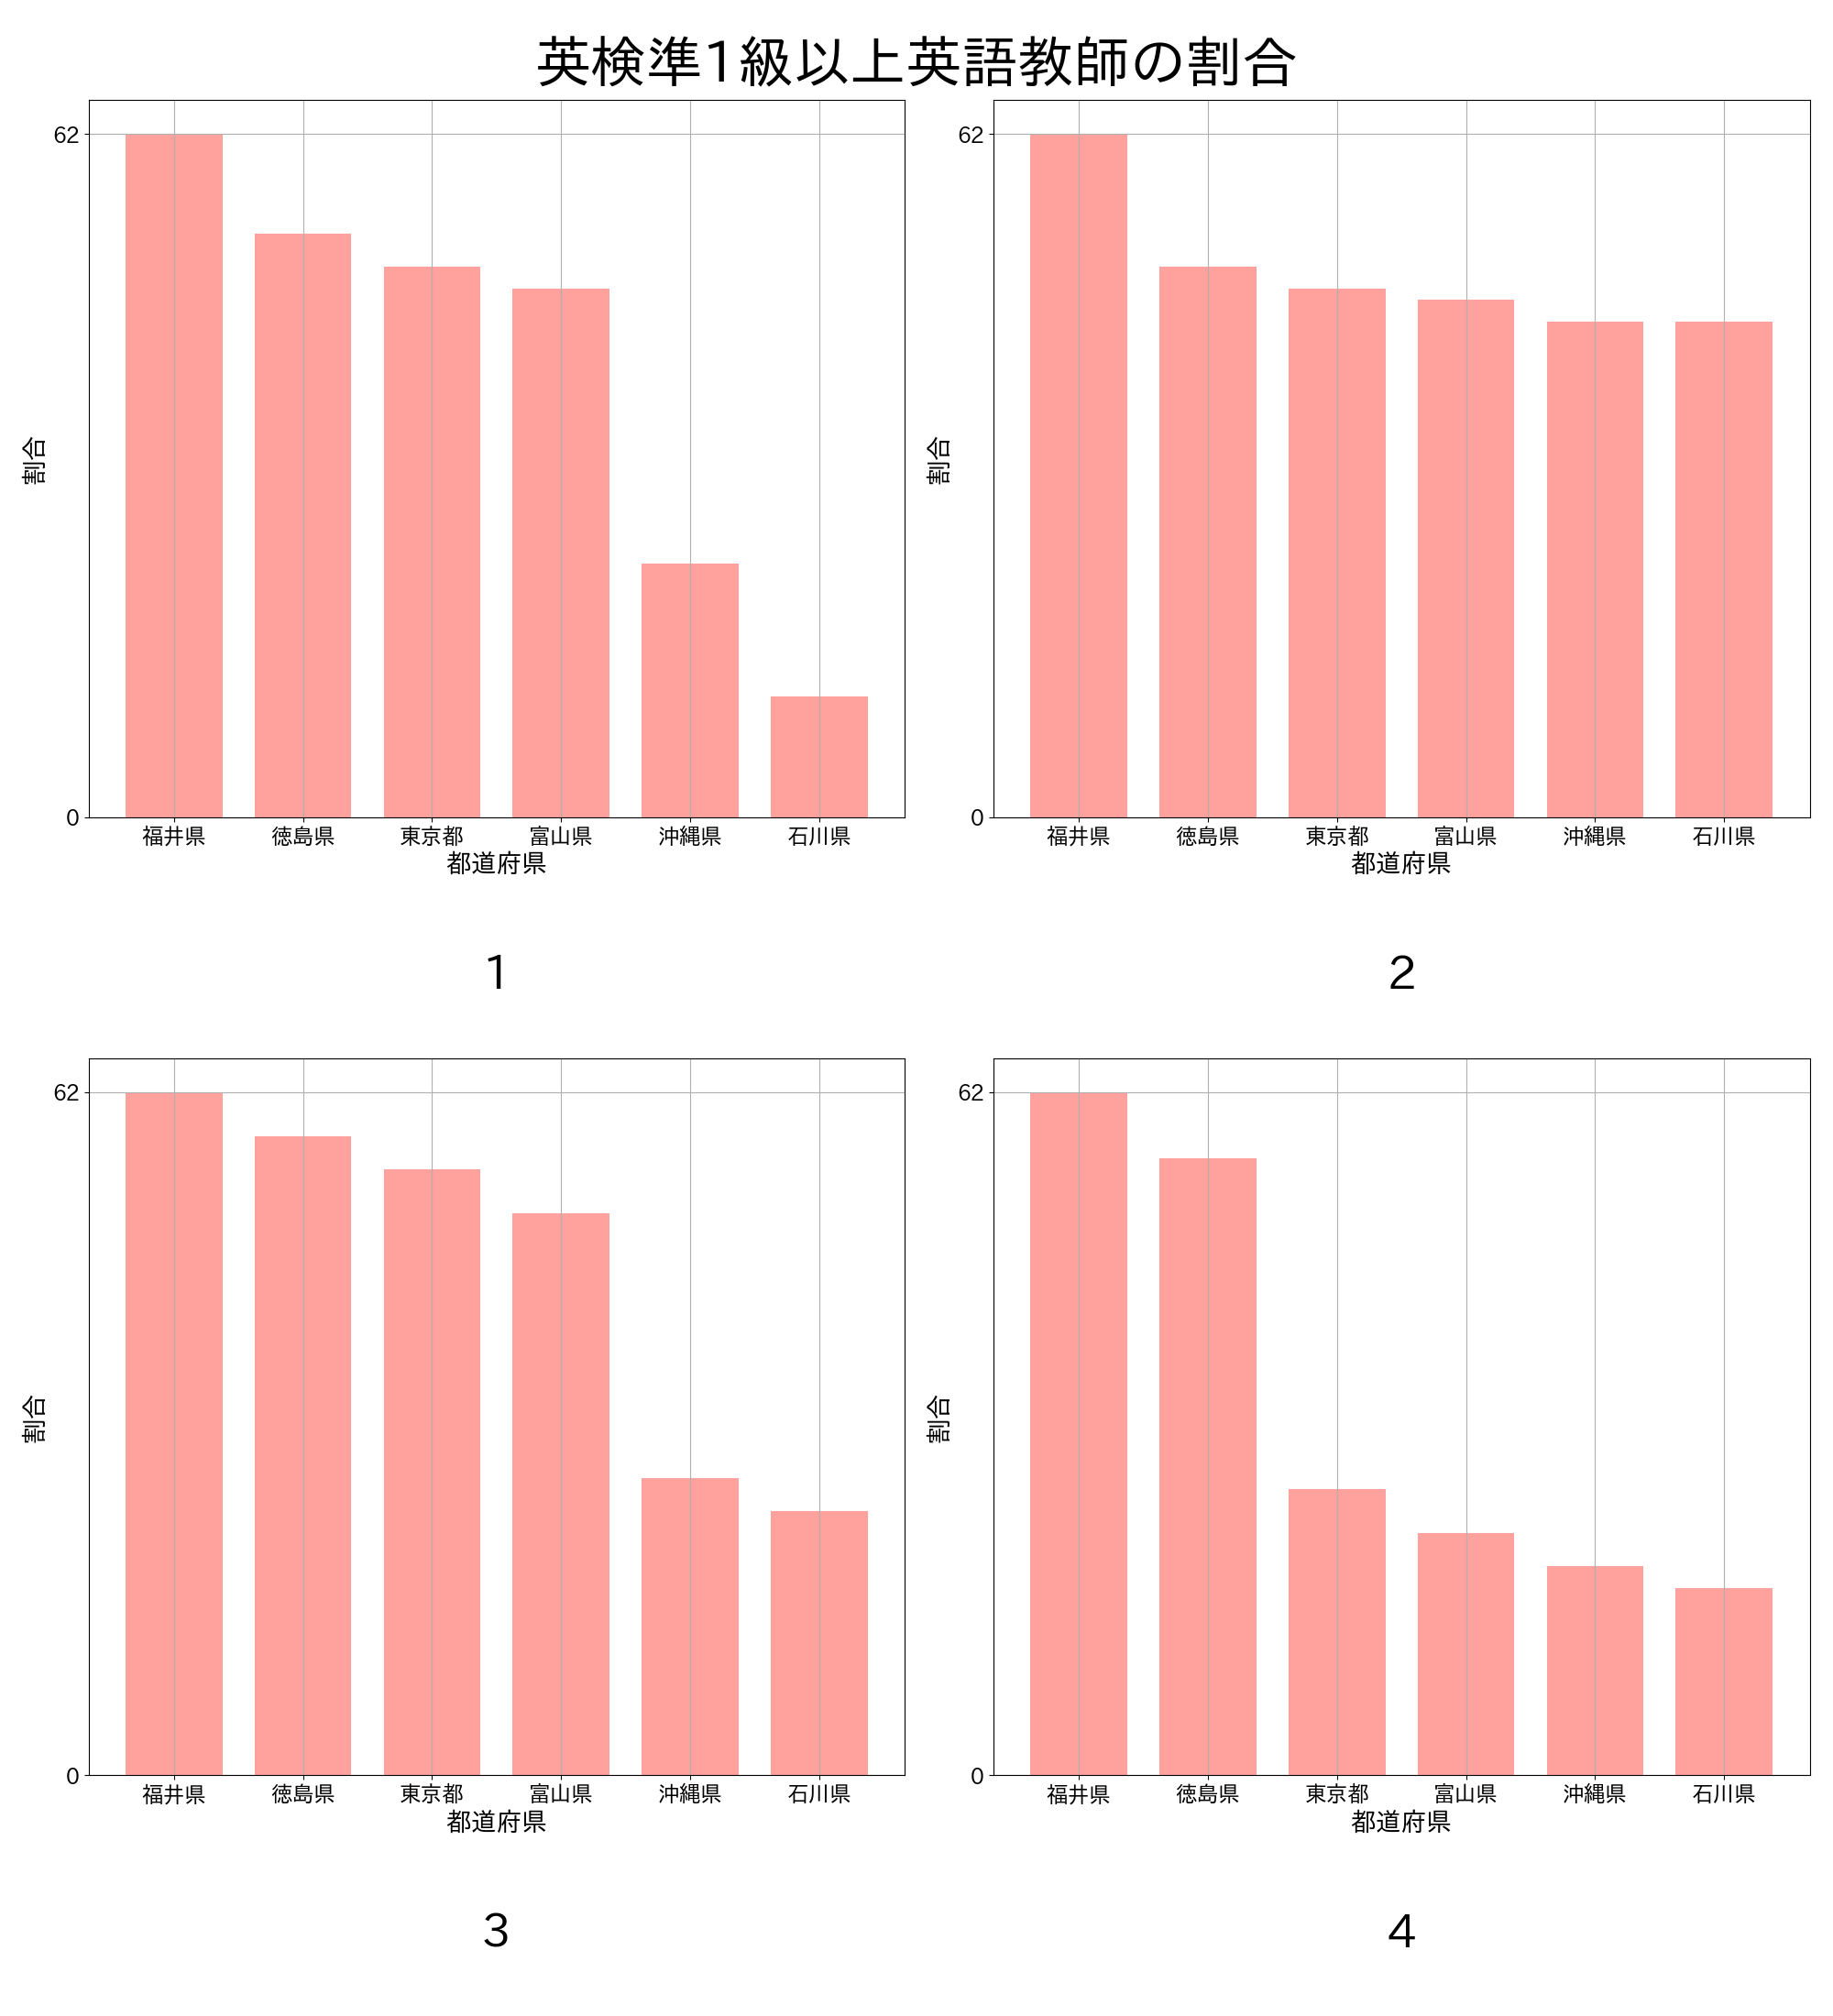 英検準1級以上英語教師の割合
62
0
割合
福井県 徳島県 東京都 富山県 沖縄県 石川県
都道府県
1
62
0
割合
福井県 徳島県 東京都 富山県 沖縄県 石川県
都道府県
2
62
0
割合
福井県 徳島県 東京都 富山県 沖縄県 石川県
都道府県
3
62
0
割合
福井県 徳島県 東京都 富山県 沖縄県 石川県
都道府県
4